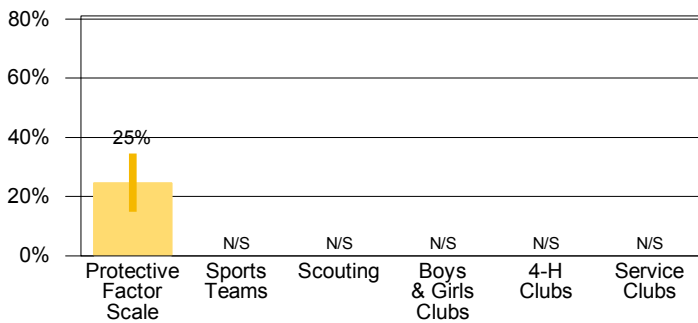 80%
60%
40%
20%
0%
25%
N/S N/S N/S N/S N/S
Protective
Factor
Scale
Sports
Teams
Scouting
Boys
& Girls
Clubs
4-H
Clubs
Service
Clubs